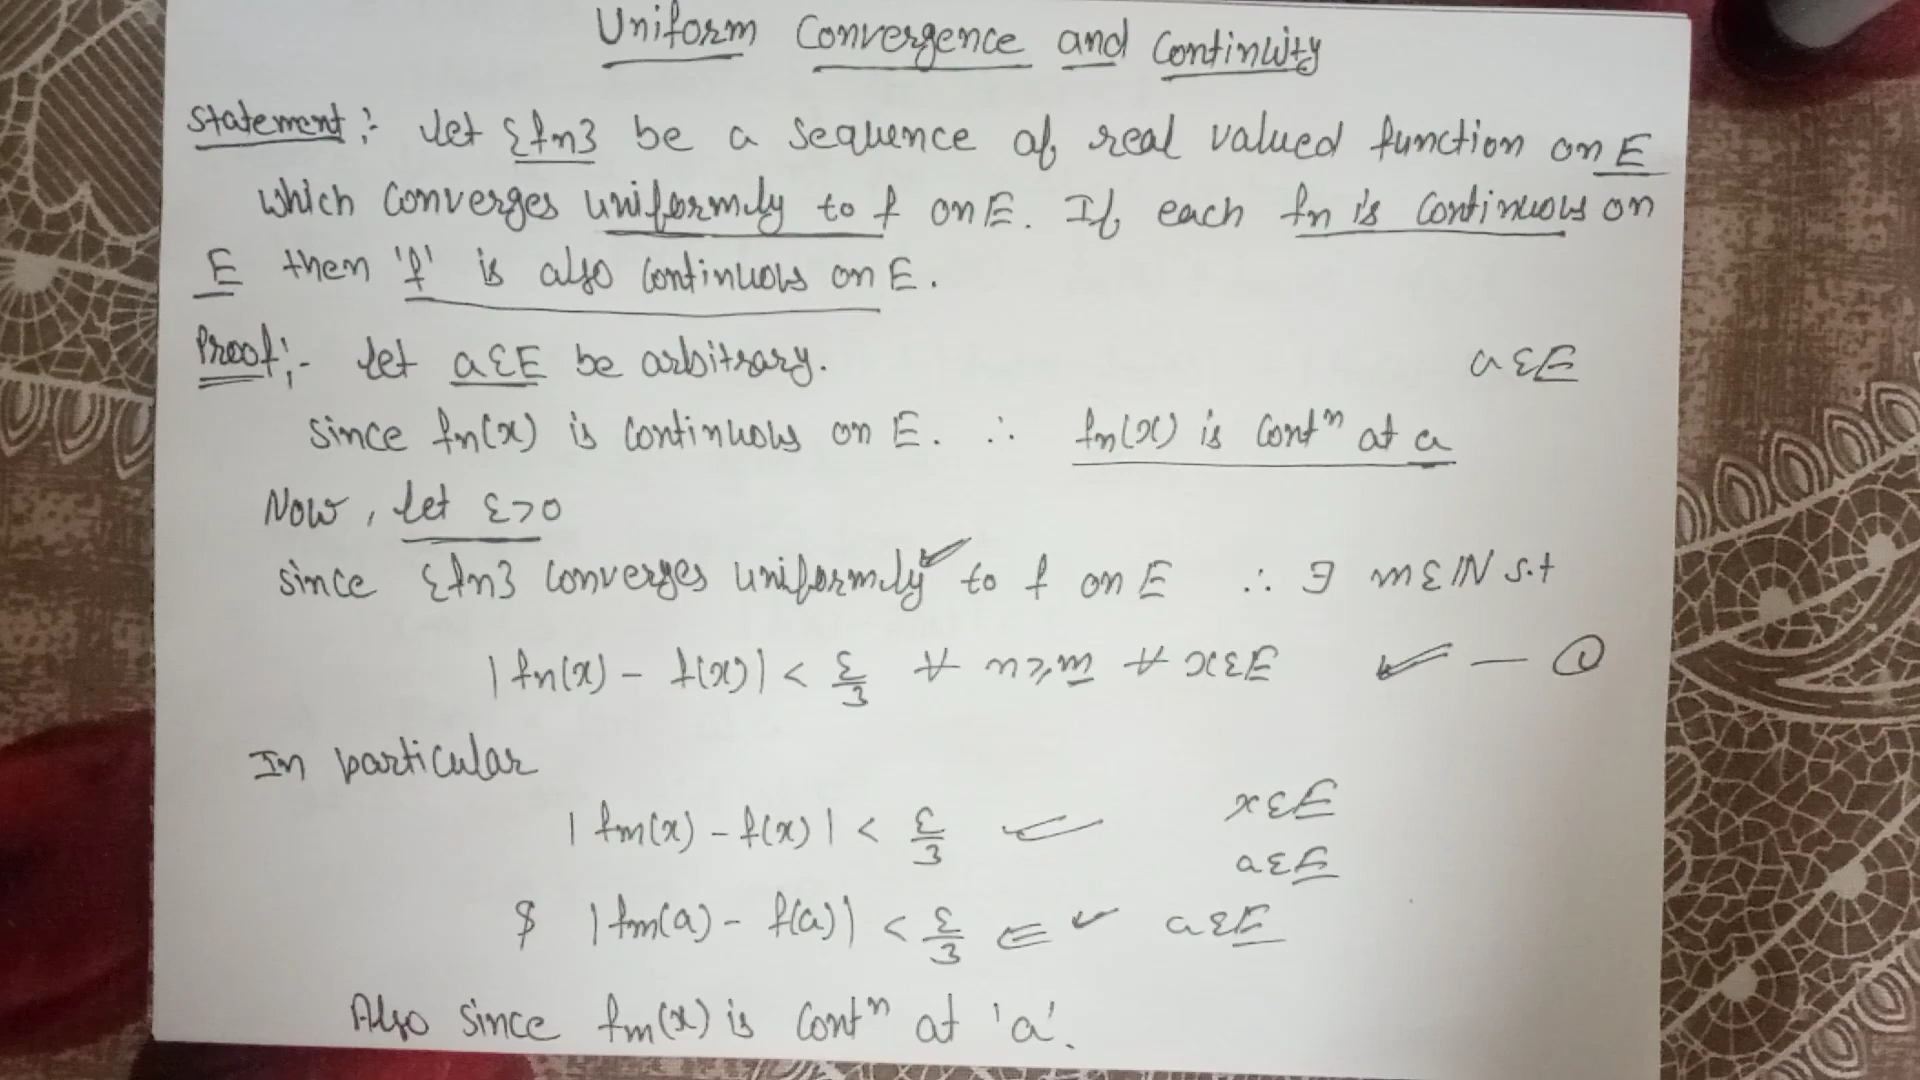 Uniform Convergence and Continuity
Statement :- Let {fn} be a sequence of real valued function on E
which converges uniformly to f on E. If each fn is continuous on
E then 'f' is also continuous on E.
Proof :- Let a ∈ E be arbitrary. a ∈ E
Since fn(x) is continuous on E. ∴ fn(x) is contⁿ at a
Now, let ε>0
Since {fn} converges uniformly to f on E ∴ ∃ m ∈ ℕ s.t
|fn(x) - f(x)| < ε/3 ∀ n ≥ m ∀ x ∈ E — ①
In particular
|fm(x) - f(x)| < ε/3 x ∈ E
a ∈ E
& |fm(a) - f(a)| < ε/3 a ∈ E
Also since fm(x) is contⁿ at 'a'.